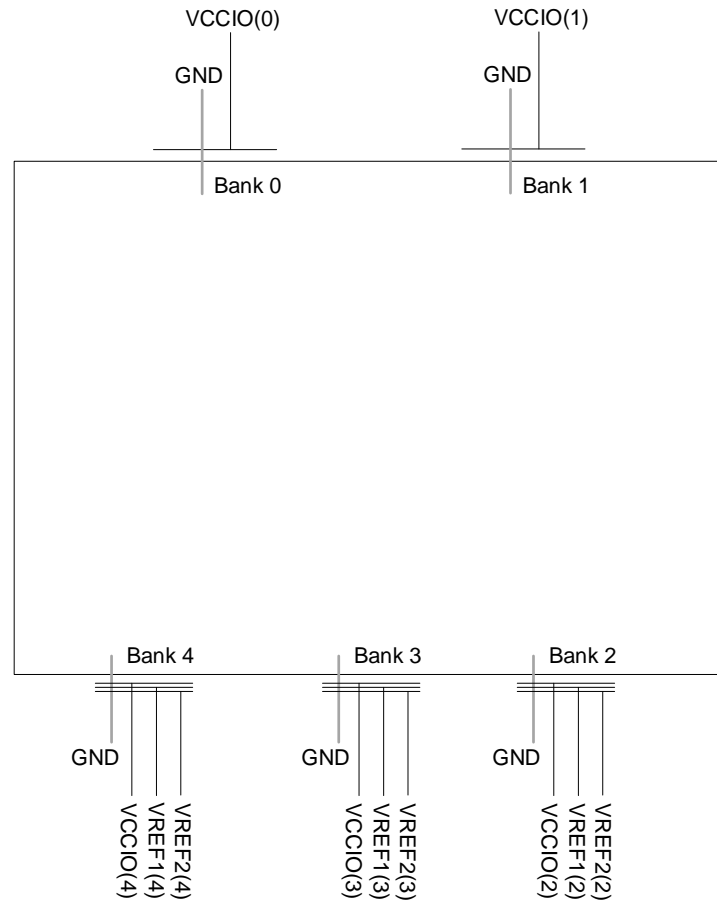 VCCIO(0)
VCCIO(1)
GND
GND
Bank 0
Bank 1
Bank 4
Bank 3
Bank 2
GND
GND
GND
VCCIO(4)
VREF1(4)
VREF2(4)
VCCIO(3)
VREF1(3)
VREF2(3)
VCCIO(2)
VREF1(2)
VREF2(2)